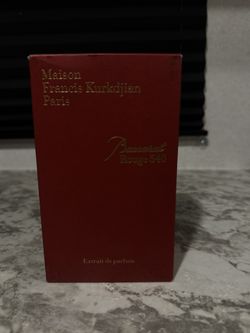 Maison
Francis Kurkdjian
Paris
Baccarat
Rouge 540
Extrait de parfum